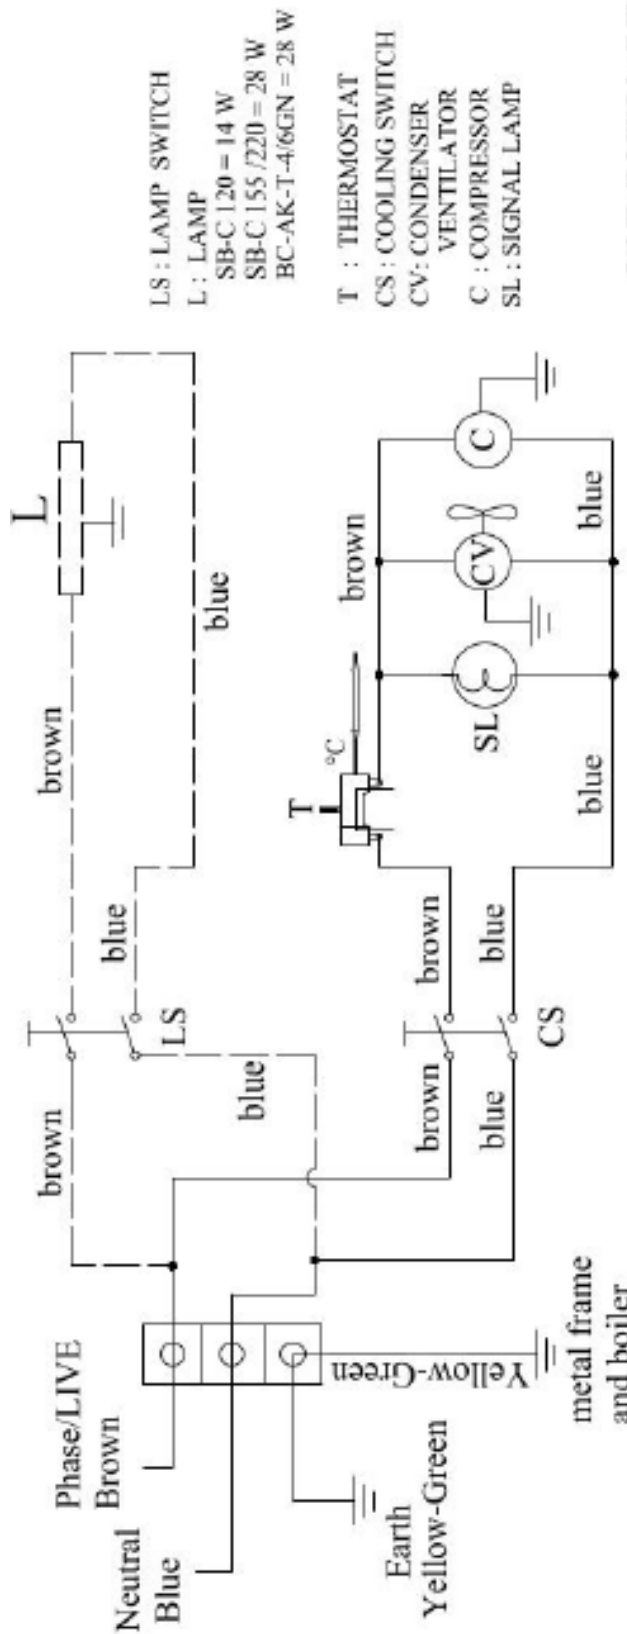 Phase/LIVE
Brown
Neutral
Blue
Earth
Yellow-Green
Yellow-Green
metal frame
and boiler
brown
blue
LS
brown
blue
L
blue
brown
blue
CS
brown
blue
T
°C
brown
SL
CV
C
blue
blue
LS : LAMP SWITCH
L : LAMP
SB-C 120 = 14 W
SB-C 155 /220 = 28 W
BC-AK-T-4/6GN = 28 W
T : THERMOSTAT
CS : COOLING SWITCH
CV : CONDENSER
VENTILATOR
C : COMPRESSOR
SL : SIGNAL LAMP